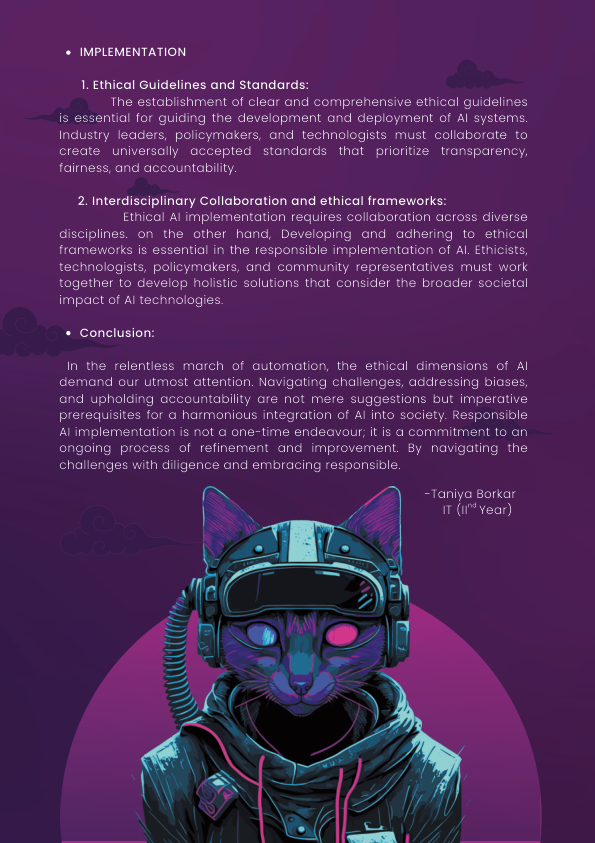 • IMPLEMENTATION
1. Ethical Guidelines and Standards:
The establishment of clear and comprehensive ethical guidelines
is essential for guiding the development and deployment of AI systems.
Industry leaders, policymakers, and technologists must collaborate to
create universally accepted standards that prioritize transparency,
fairness, and accountability.
2. Interdisciplinary Collaboration and ethical frameworks:
Ethical AI implementation requires collaboration across diverse
disciplines. on the other hand, Developing and adhering to ethical
frameworks is essential in the responsible implementation of AI. Ethicists,
technologists, policymakers, and community representatives must work
together to develop holistic solutions that consider the broader societal
impact of AI technologies.
• Conclusion:
In the relentless march of automation, the ethical dimensions of AI
demand our utmost attention. Navigating challenges, addressing biases,
and upholding accountability are not mere suggestions but imperative
prerequisites for a harmonious integration of AI into society. Responsible
AI implementation is not a one-time endeavour; it is a commitment to an
ongoing process of refinement and improvement. By navigating the
challenges with diligence and embracing responsible.
-Taniya Borkar
IT (IInd Year)